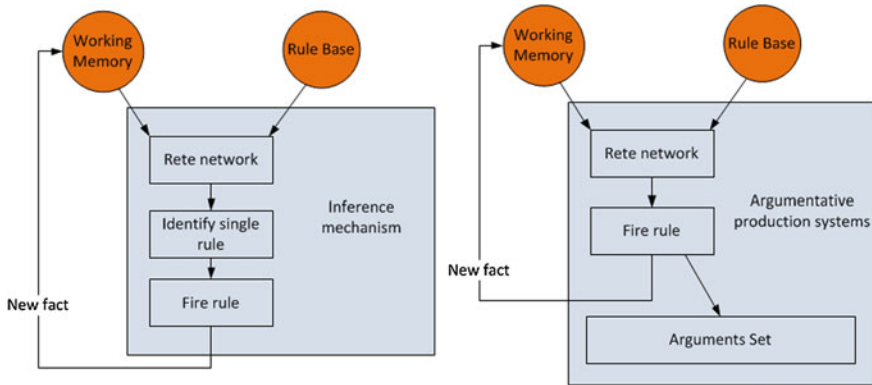 Working
Memory
Rule Base
Rete network
Identify single
rule
Inference
mechanism
New fact
Fire rule
Working
Memory
Rule Base
Rete network
Argumentative
production systems
Fire rule
New fact
Arguments Set